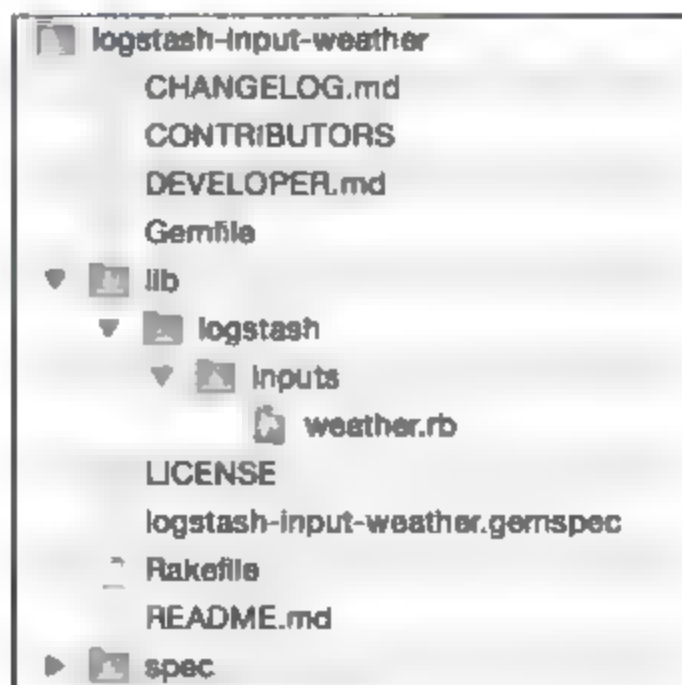 logstash-input-weather
CHANGELOG.md
CONTRIBUTORS
DEVELOPER.md
Gemfile
lib
logstash
inputs
weather.rb
LICENSE
logstash-input-weather.gemspec
Rakefile
README.md
spec